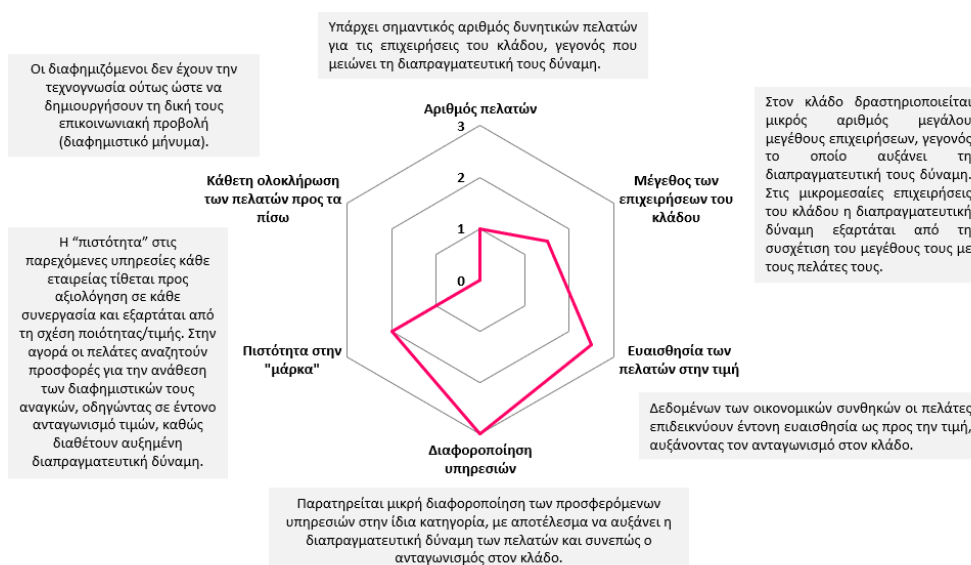 Υπάρχει σημαντικός αριθμός δυνητικών πελατών
για τις επιχειρήσεις του κλάδου, γεγονός που
μειώνει τη διαπραγματευτική τους δύναμη.
Οι διαφημιζόμενοι δεν έχουν την
τεχνογνωσία ούτως ώστε να
δημιουργήσουν τη δική τους
επικοινωνιακή προβολή
(διαφημιστικό μήνυμα).
Αριθμός πελατών
3
2
1
0
Στον κλάδο δραστηριοποιείται
μικρός αριθμός μεγάλου
μεγέθους επιχειρήσεων, γεγονός
το οποίο αυξάνει τη
διαπραγματευτική τους δύναμη.
Στις μικρομεσαίες επιχειρήσεις
του κλάδου η διαπραγματευτική
δύναμη εξαρτάται από τη
συσχέτιση του μεγέθους τους με
τους πελάτες τους.
Κάθετη ολοκλήρωση
των πελατών προς τα
πίσω
Μέγεθος των
επιχειρήσεων του
κλάδου
Η “πιστότητα” στις
παρεχόμενες υπηρεσίες κάθε
εταιρείας τίθεται προς
αξιολόγηση σε κάθε
συνεργασία και εξαρτάται από
τη σχέση ποιότητας/τιμής. Στην
αγορά οι πελάτες αναζητούν
προσφορές για την ανάθεση
των διαφημιστικών τους
αναγκών, οδηγώντας σε έντονο
ανταγωνισμό τιμών, καθώς
διαθέτουν αυξημένη
διαπραγματευτική δύναμη.
Πιστότητα στην
"μάρκα"
Ευαισθησία των
πελατών στην τιμή
Δεδομένων των οικονομικών συνθηκών οι πελάτες
επιδεικνύουν έντονη ευαισθησία ως προς την τιμή,
αυξάνοντας τον ανταγωνισμό στον κλάδο.
Διαφοροποίηση
υπηρεσιών
Παρατηρείται μικρή διαφοροποίηση των προσφερόμενων
υπηρεσιών στην ίδια κατηγορία, με αποτέλεσμα να αυξάνει η
διαπραγματευτική δύναμη των πελατών και συνεπώς ο
ανταγωνισμός στον κλάδο.